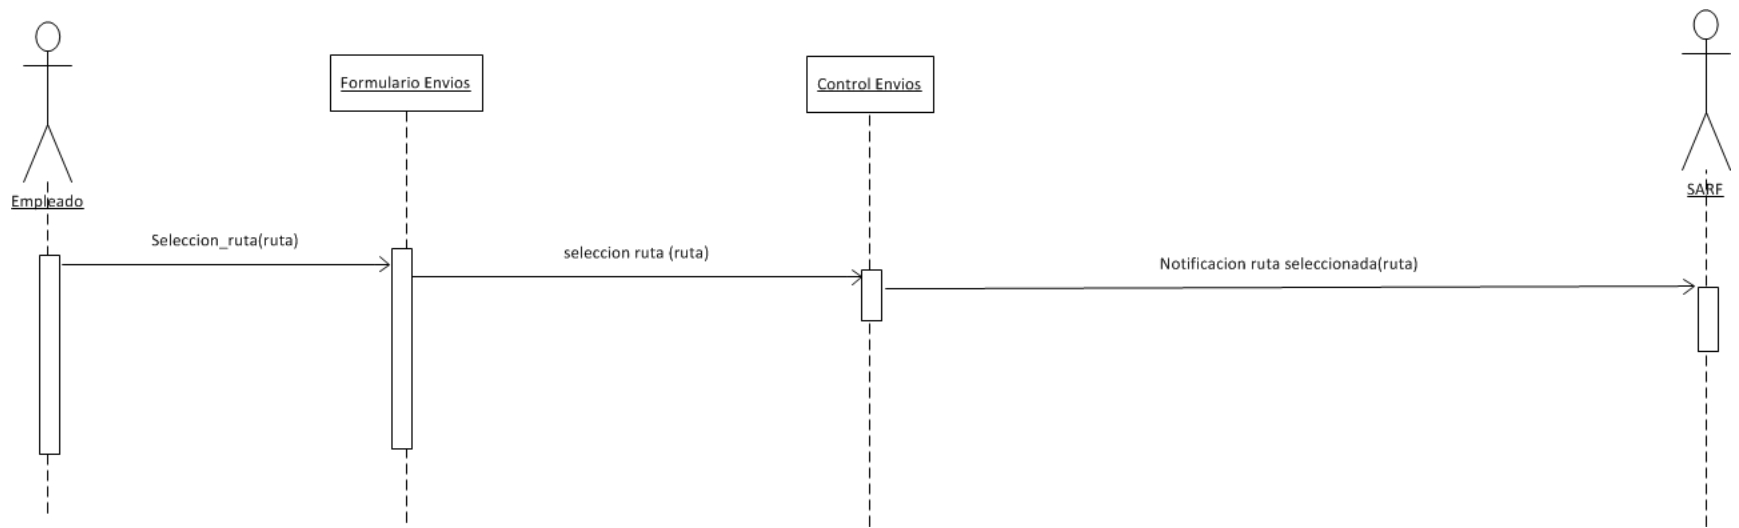 Formulario Envios
Control Envios
Empleado
SARF
Seleccion_ruta(ruta)
seleccion ruta (ruta)
Notificacion ruta seleccionada(ruta)